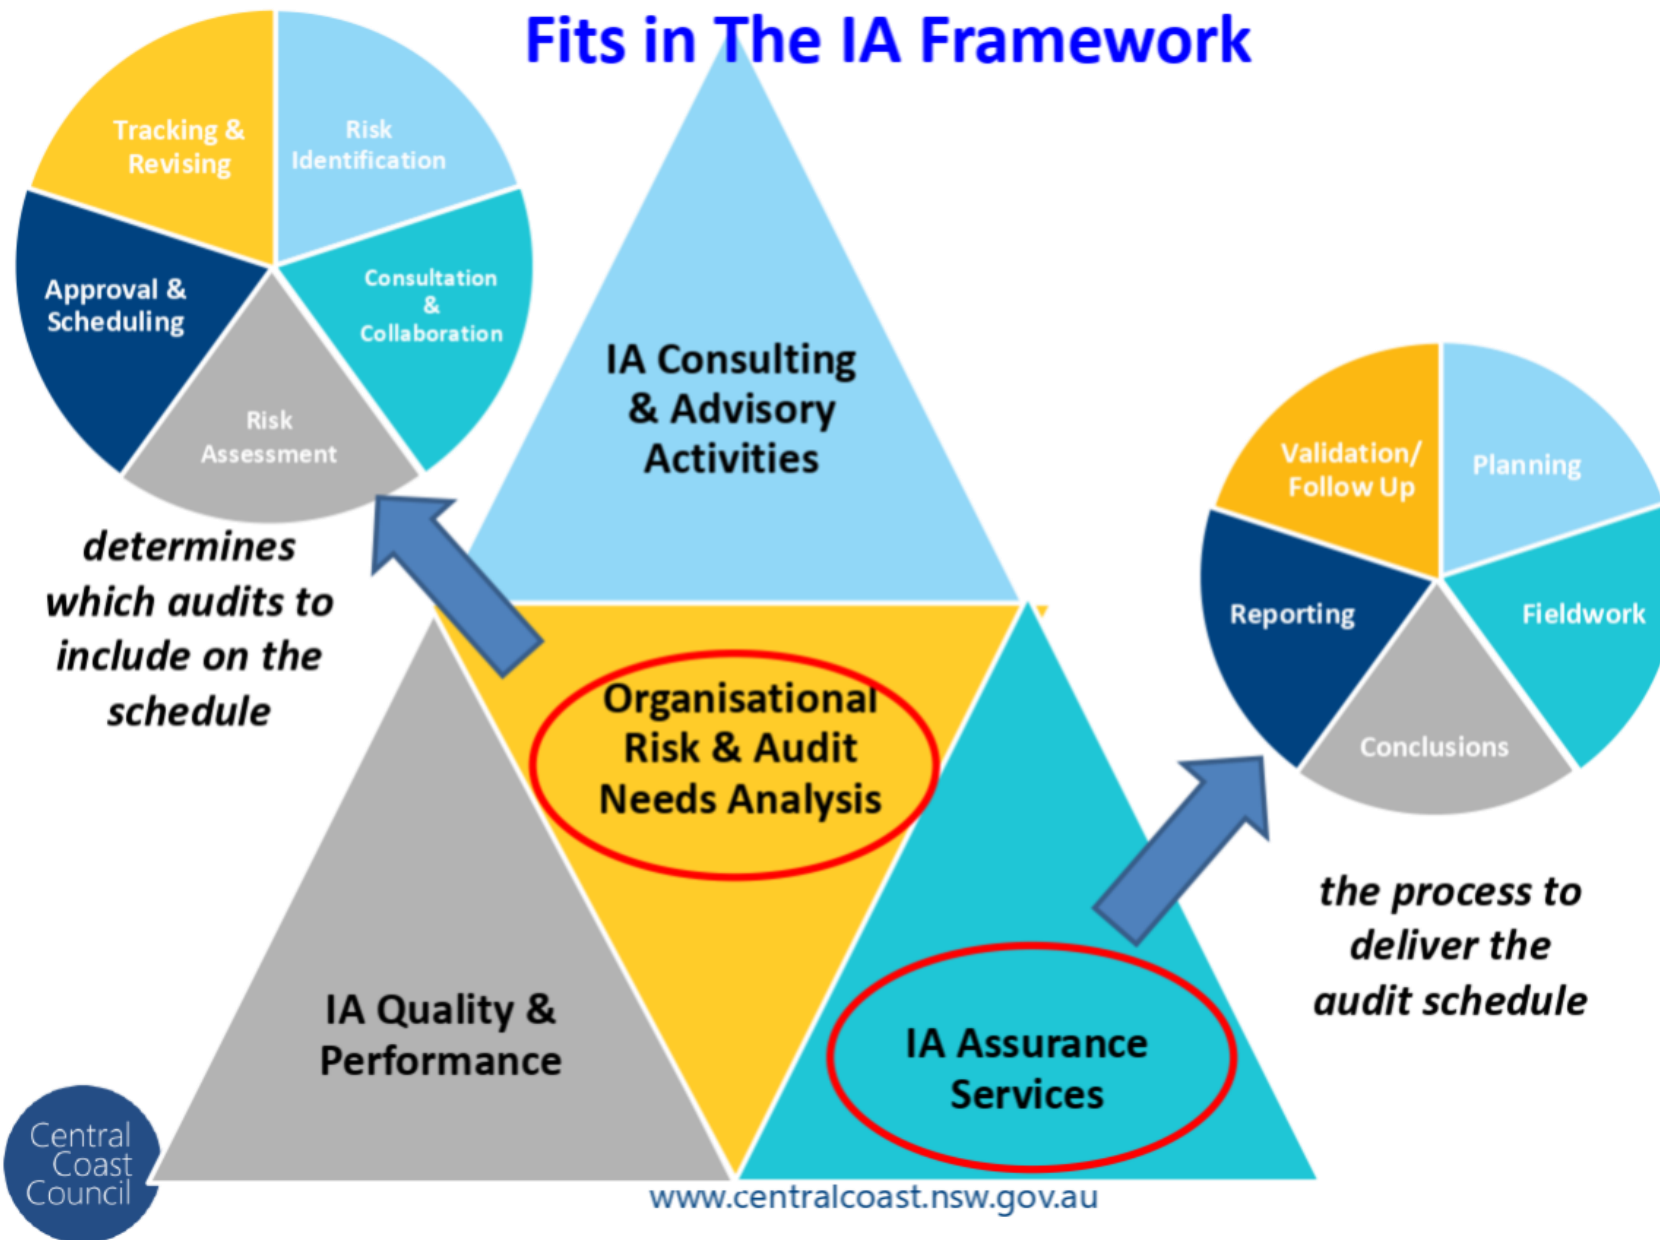 Fits in The IA Framework
Tracking &
Revising
Risk
Identification
Consultation
&
Collaboration
Approval &
Scheduling
Risk
Assessment
determines
which audits to
include on the
schedule
IA Consulting
& Advisory
Activities
Organisational
Risk & Audit
Needs Analysis
IA Quality &
Performance
IA Assurance
Services
Validation/
Follow Up
Planning
Reporting
Fieldwork
Conclusions
the process to
deliver the
audit schedule
Central
Coast
Council
www.centralcoast.nsw.gov.au